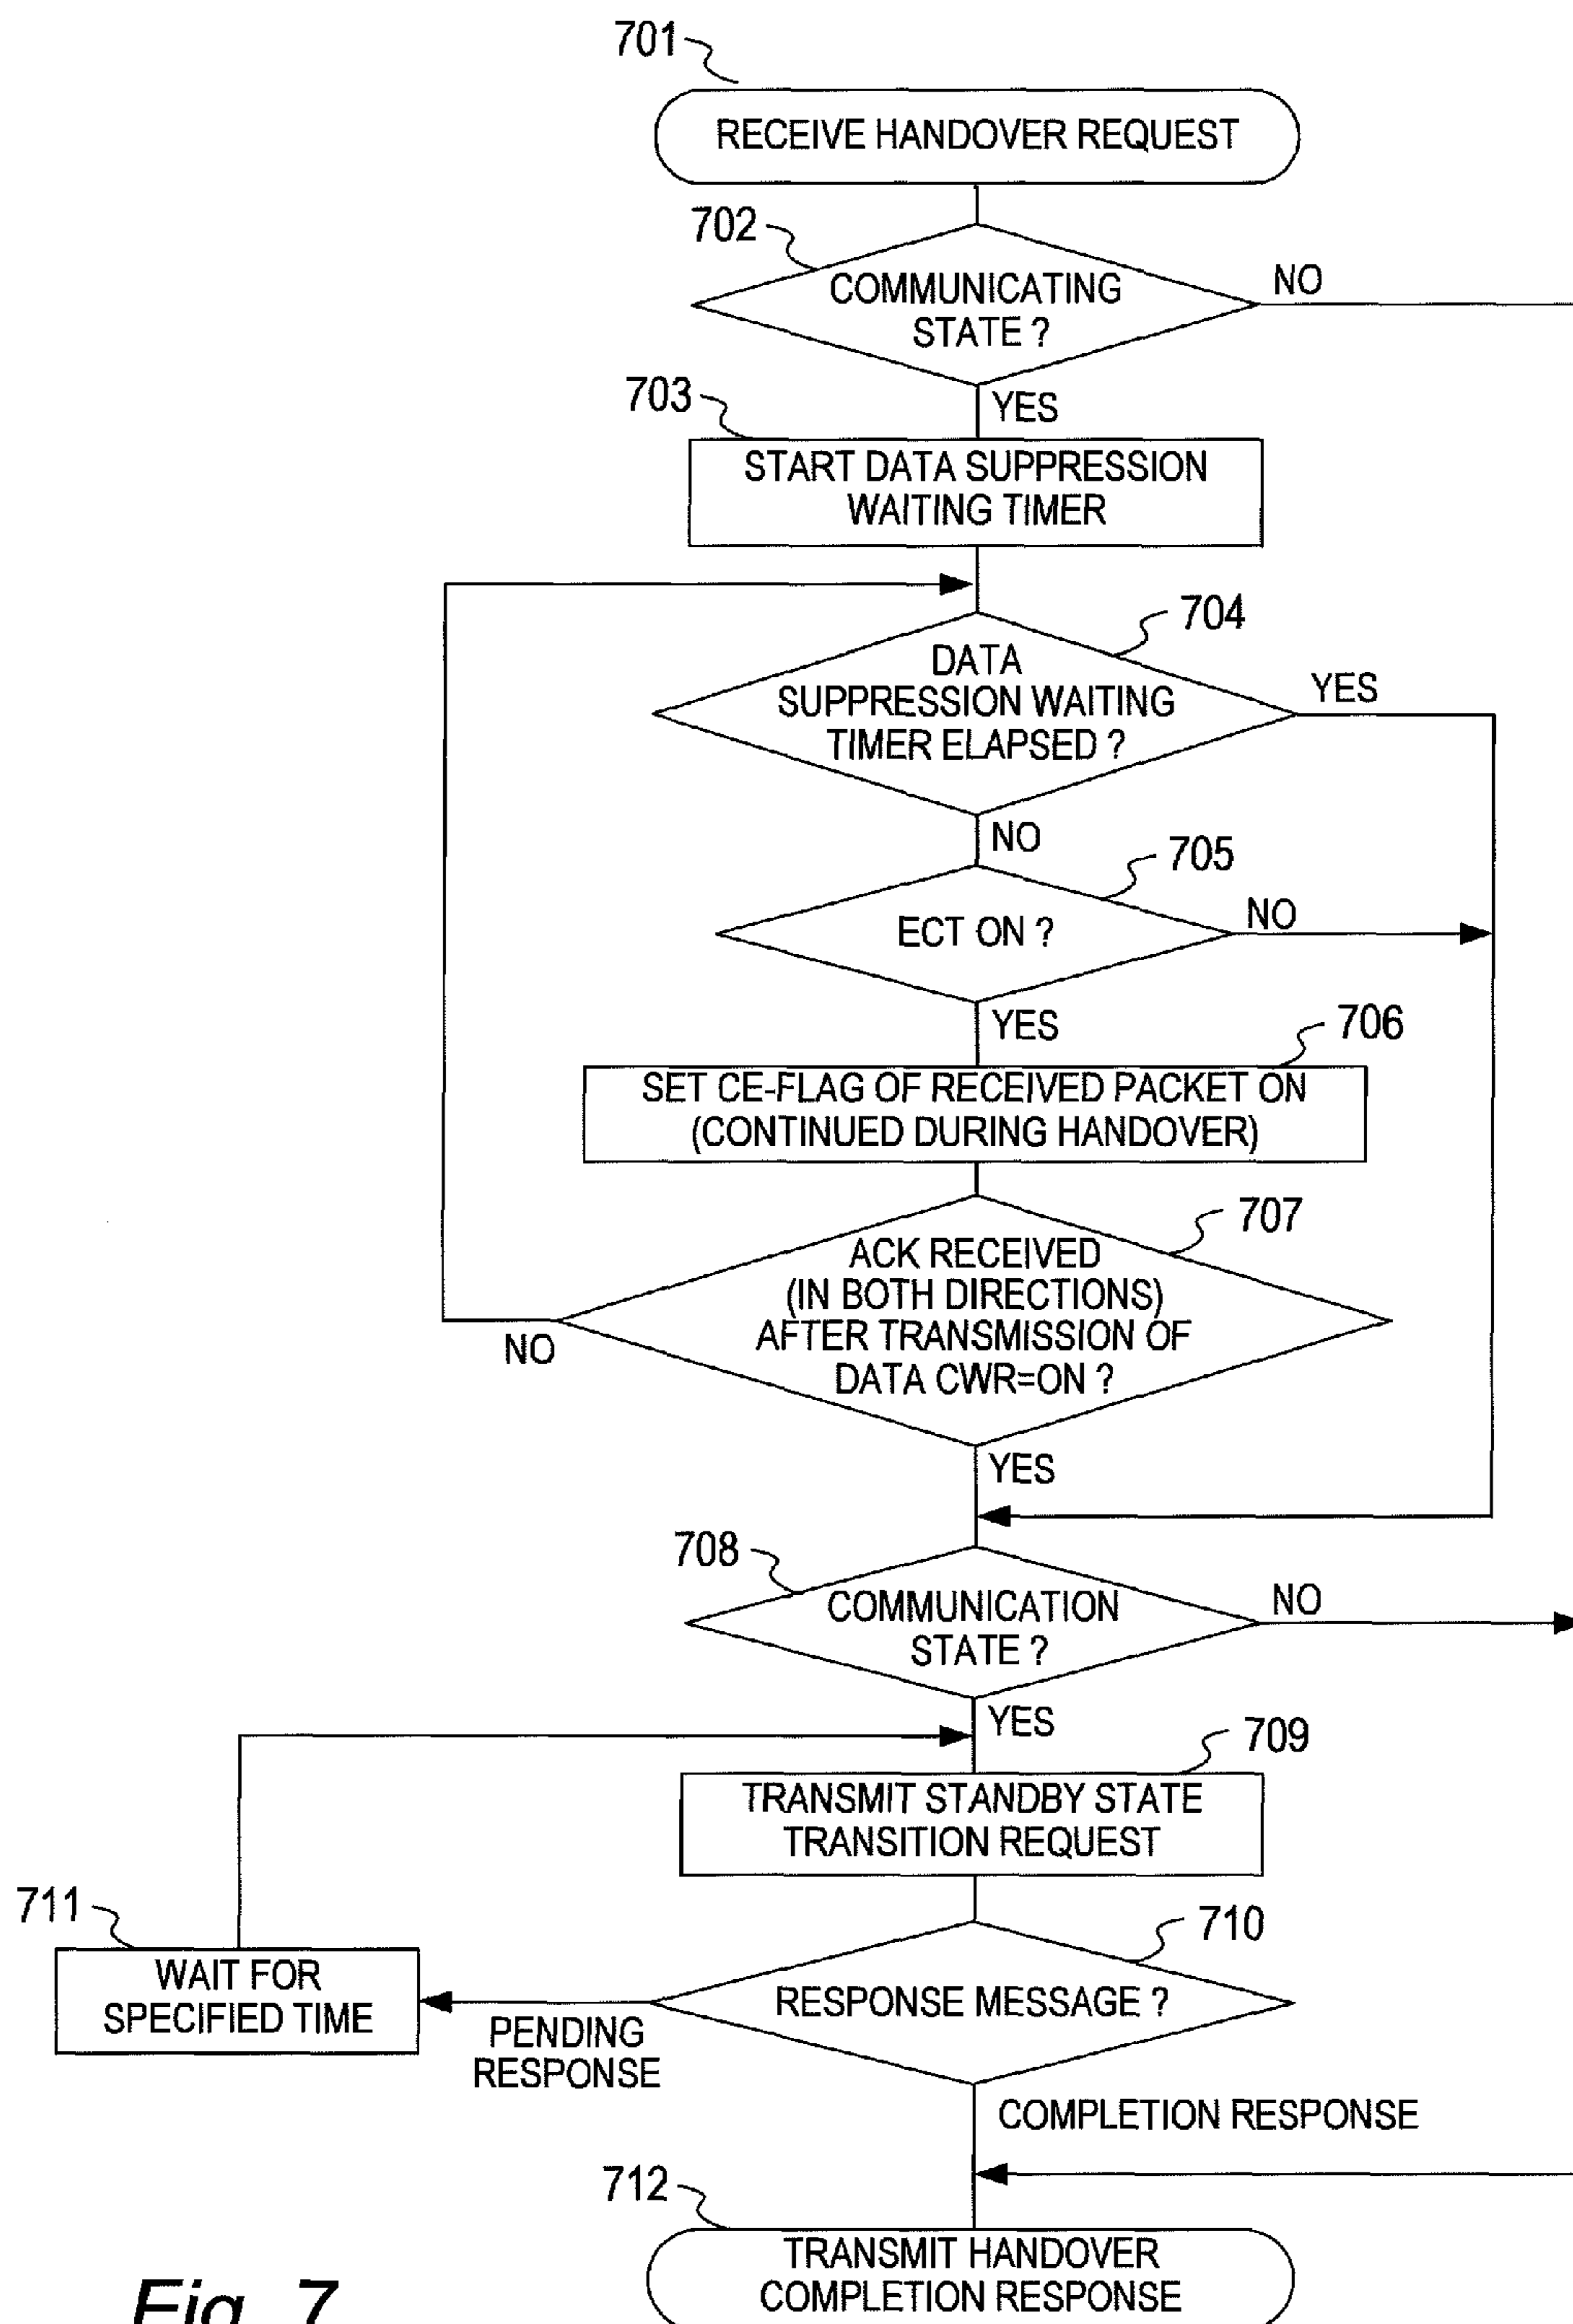 701
RECEIVE HANDOVER REQUEST
702
COMMUNICATING
STATE ?
NO
YES
703
START DATA SUPPRESSION
WAITING TIMER
704
DATA
SUPPRESSION WAITING
TIMER ELAPSED ?
YES
NO
705
ECT ON ?
NO
YES
706
SET CE-FLAG OF RECEIVED PACKET ON
(CONTINUED DURING HANDOVER)
707
ACK RECEIVED
(IN BOTH DIRECTIONS)
AFTER TRANSMISSION OF
DATA CWR=ON ?
NO
YES
708
COMMUNICATION
STATE ?
NO
YES
709
TRANSMIT STANDBY STATE
TRANSITION REQUEST
710
RESPONSE MESSAGE ?
711
WAIT FOR
SPECIFIED TIME
PENDING
RESPONSE
COMPLETION RESPONSE
712
TRANSMIT HANDOVER
COMPLETION RESPONSE
Fig. 7